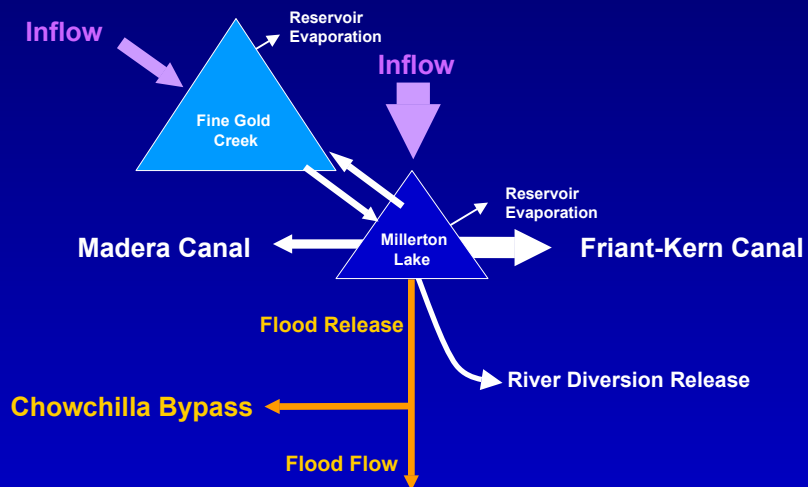 Inflow
Reservoir
Evaporation
Inflow
Fine Gold
Creek
Reservoir
Evaporation
Madera Canal
Millerton
Lake
Friant-Kern Canal
Flood Release
River Diversion Release
Chowchilla Bypass
Flood Flow